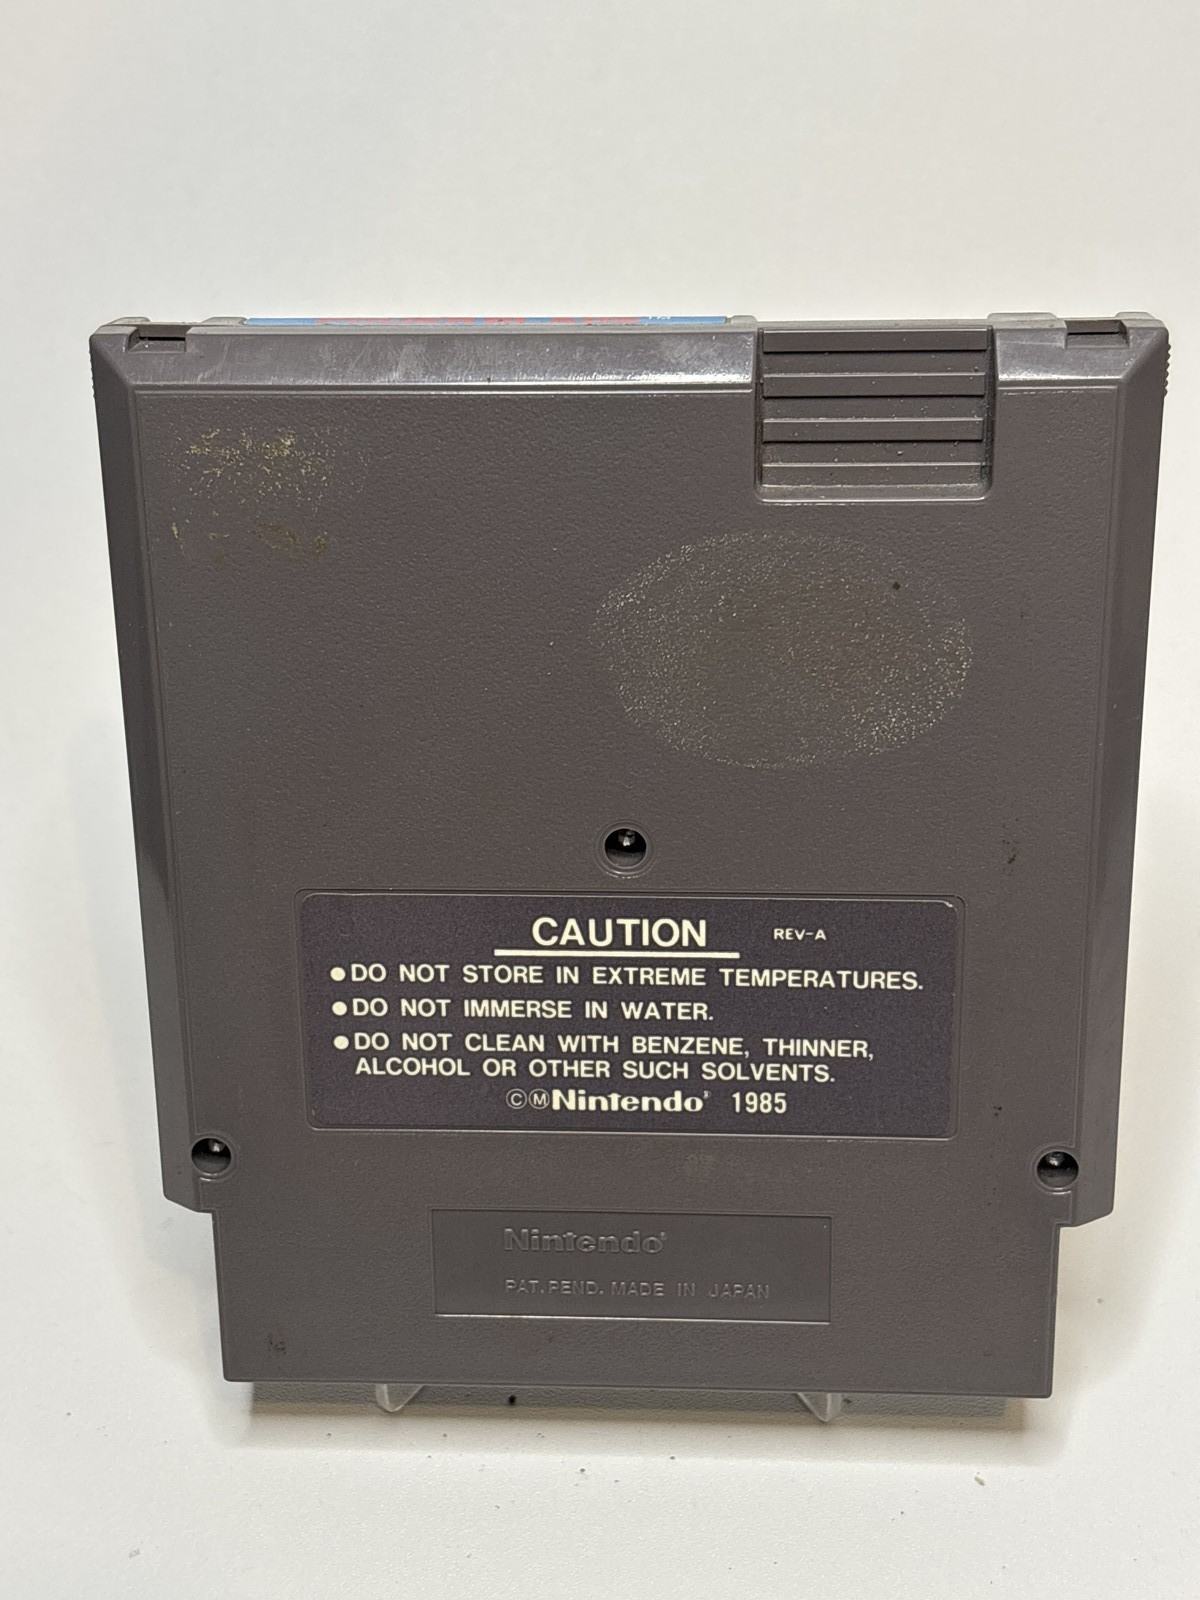 CAUTION REV-A
●DO NOT STORE IN EXTREME TEMPERATURES.
●DO NOT IMMERSE IN WATER.
●DO NOT CLEAN WITH BENZENE, THINNER,
ALCOHOL OR OTHER SUCH SOLVENTS.
©ⓂNintendo® 1985
Nintendo®
PAT. PEND. MADE IN JAPAN